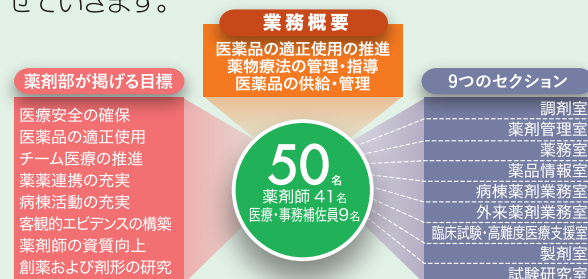 せていきます。
業務概要
医薬品の適正使用の推進
薬物療法の管理・指導
医薬品の供給・管理
薬剤部が掲げる目標
医療安全の確保
医薬品の適正使用
チーム医療の推進
薬薬連携の充実
病棟活動の充実
客観的エビデンスの構築
薬剤師の資質向上
創薬および剤形の研究
50名
薬剤師 41名
医療・事務補佐員9名
9つのセクション
調剤室
薬剤管理室
薬務室
薬品情報室
病棟薬剤業務室
外来薬剤業務室
臨床試験・高難度医療支援室
製剤室
試験研究室